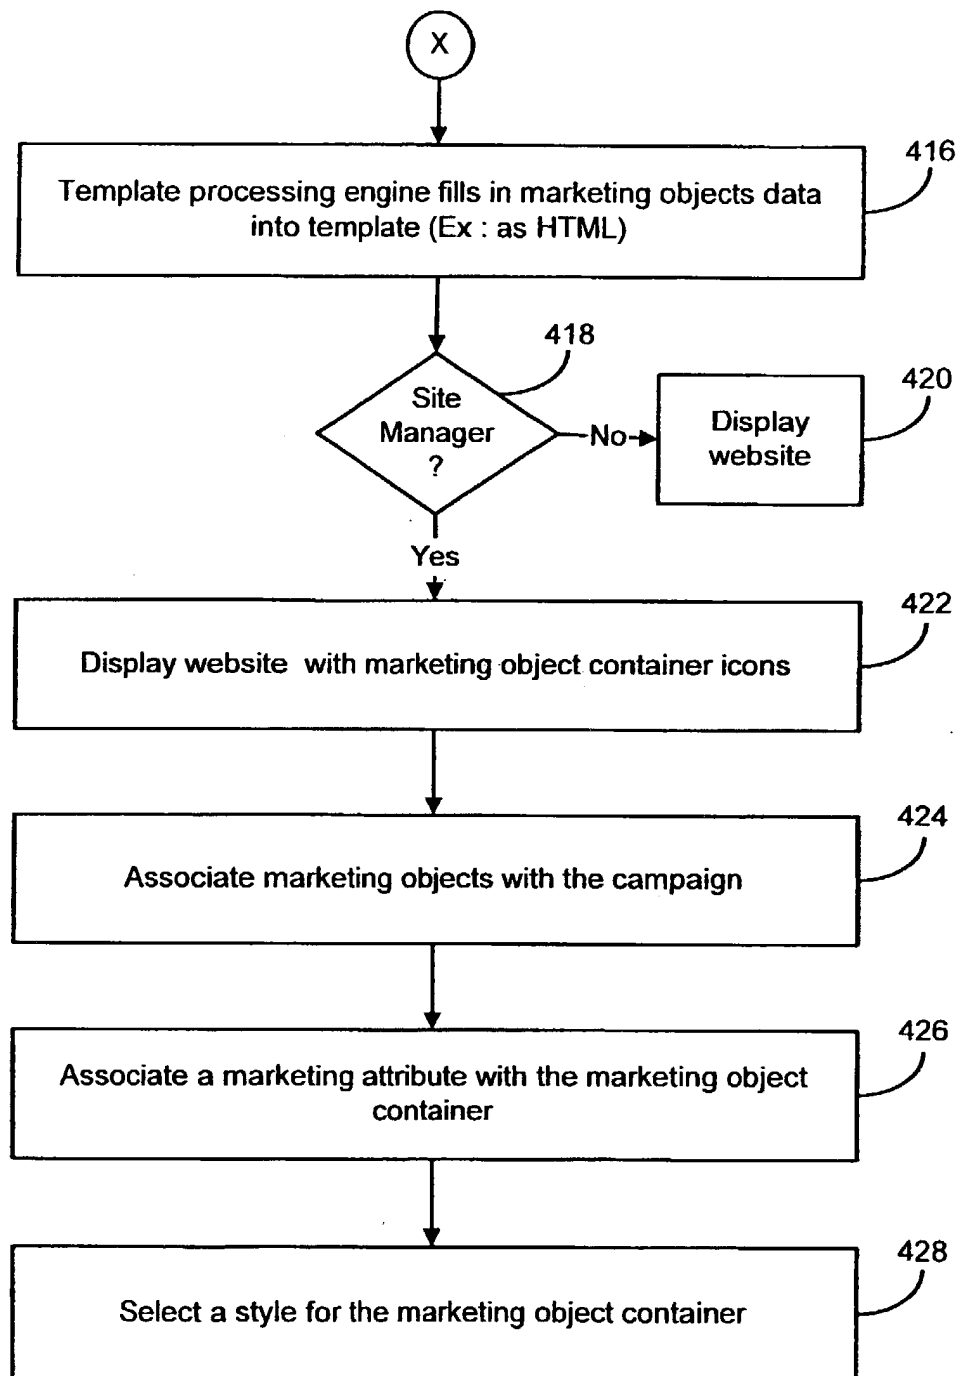 X
416
Template processing engine fills in marketing objects data
into template (Ex : as HTML)
418
Site
Manager
?
No
420
Display
website
Yes
422
Display website with marketing object container icons
424
Associate marketing objects with the campaign
426
Associate a marketing attribute with the marketing object
container
428
Select a style for the marketing object container